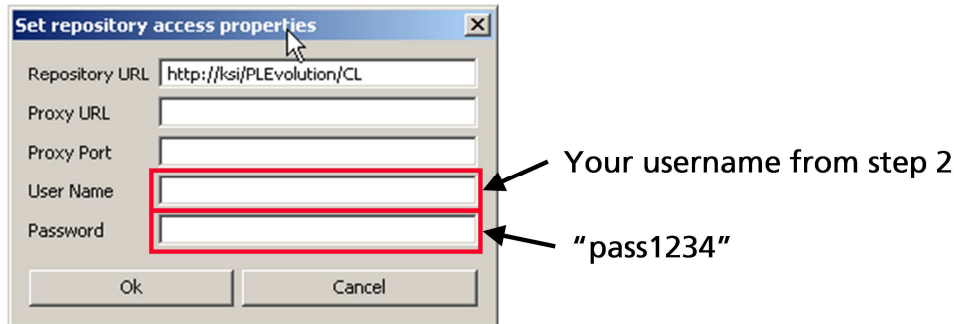 Set repository access properties
Repository URL http://ksi/PLEvolution/CL
Proxy URL
Proxy Port
User Name
Your username from step 2
Password
“pass1234”
Ok Cancel